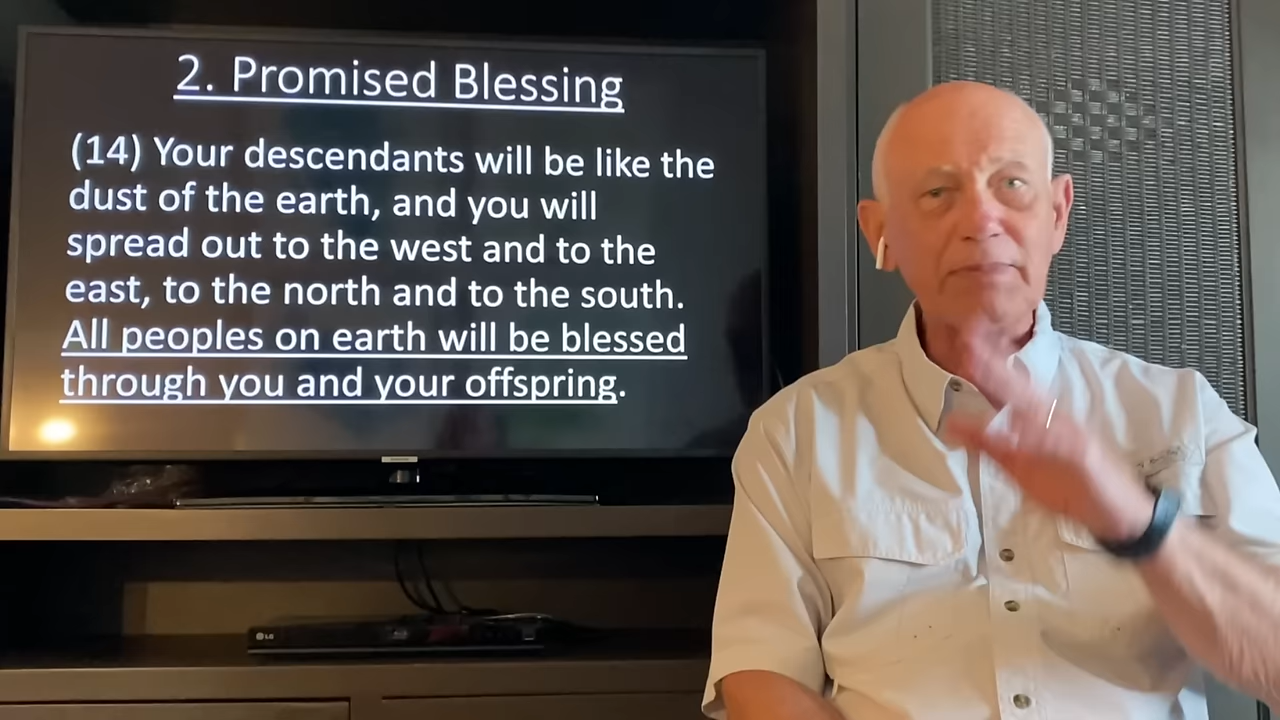 2. Promised Blessing
(14) Your descendants will be like the
dust of the earth, and you will
spread out to the west and to the
east, to the north and to the south.
All peoples on earth will be blessed
through you and your offspring.
LG